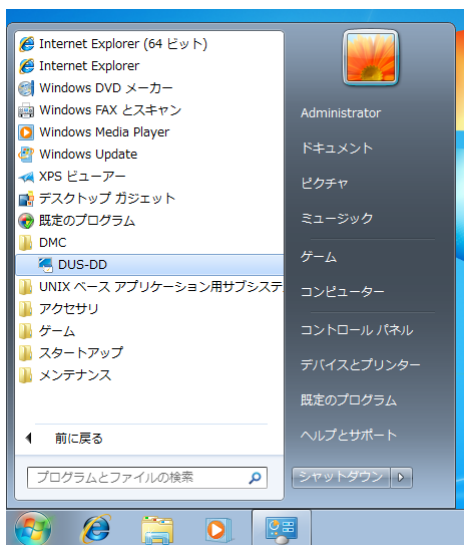 Internet Explorer (64 ビット)
Internet Explorer
Windows DVD メーカー
Windows FAX とスキャン
Windows Media Player
Windows Update
XPS ビューアー
デスクトップ ガジェット
既定のプログラム
DMC
DUS-DD
UNIX ベース アプリケーション用サブシステ
アクセサリ
ゲーム
スタートアップ
メンテナンス
前に戻る
プログラムとファイルの検索
Administrator
ドキュメント
ピクチャ
ミュージック
ゲーム
コンピューター
コントロール パネル
デバイスとプリンター
既定のプログラム
ヘルプとサポート
シャットダウン